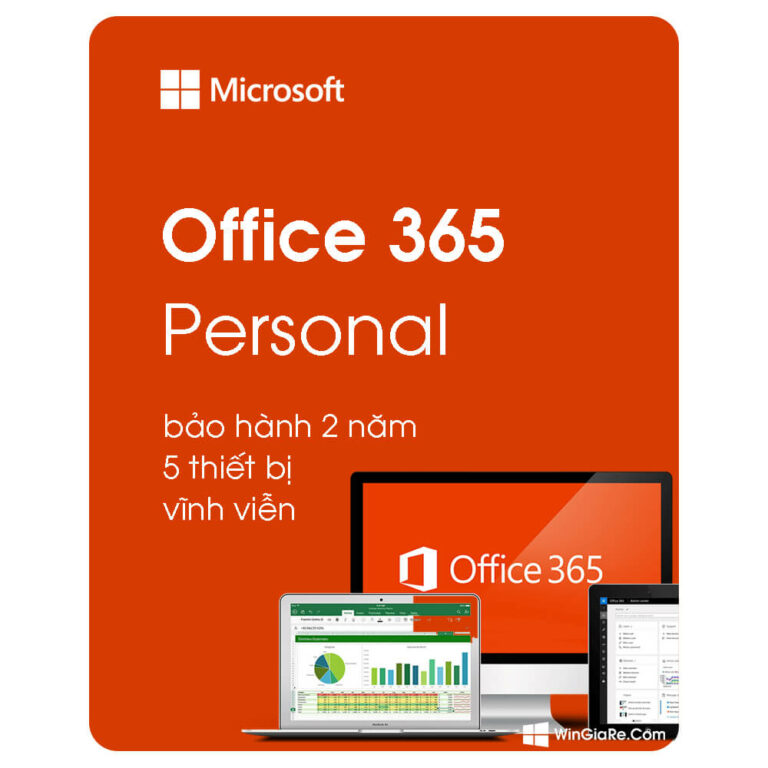 Microsoft
Office 365
Personal
bảo hành 2 năm
5 thiết bị
vĩnh viễn
Office 365
WinGiaRe.Com